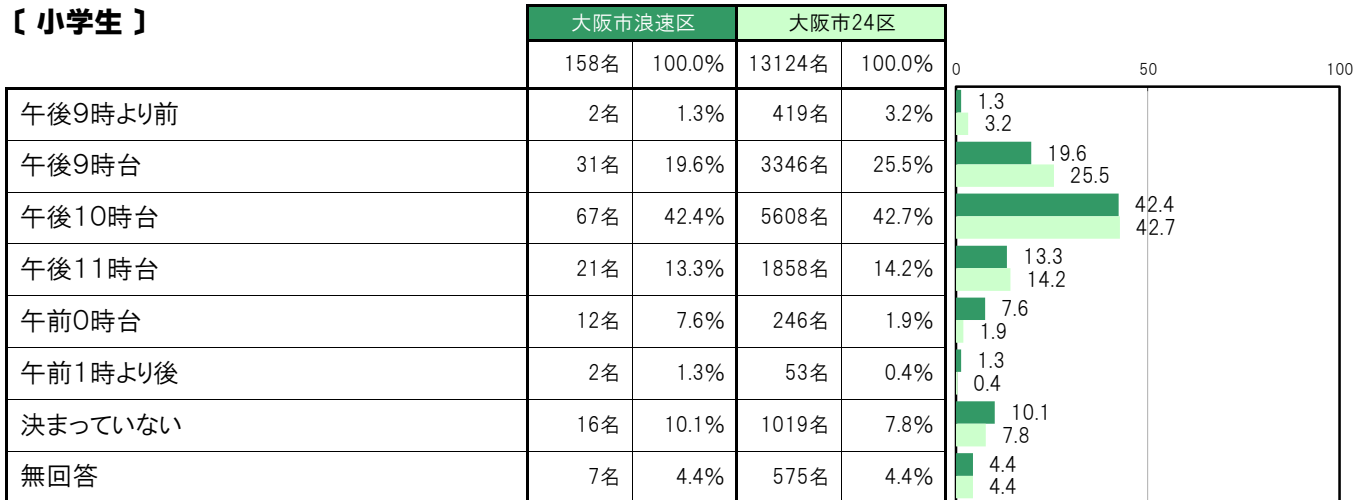 〔 小学生 〕
大阪市浪速区 大阪市24区
158名 100.0% 13124名 100.0%
0 50 100
午後9時より前 2名 1.3% 419名 3.2% 1.3
3.2
午後9時台 31名 19.6% 3346名 25.5% 19.6
25.5
午後10時台 67名 42.4% 5608名 42.7% 42.4
42.7
午後11時台 21名 13.3% 1858名 14.2% 13.3
14.2
午前0時台 12名 7.6% 246名 1.9% 7.6
1.9
午前1時より後 2名 1.3% 53名 0.4% 1.3
0.4
決まっていない 16名 10.1% 1019名 7.8% 10.1
7.8
無回答 7名 4.4% 575名 4.4% 4.4
4.4